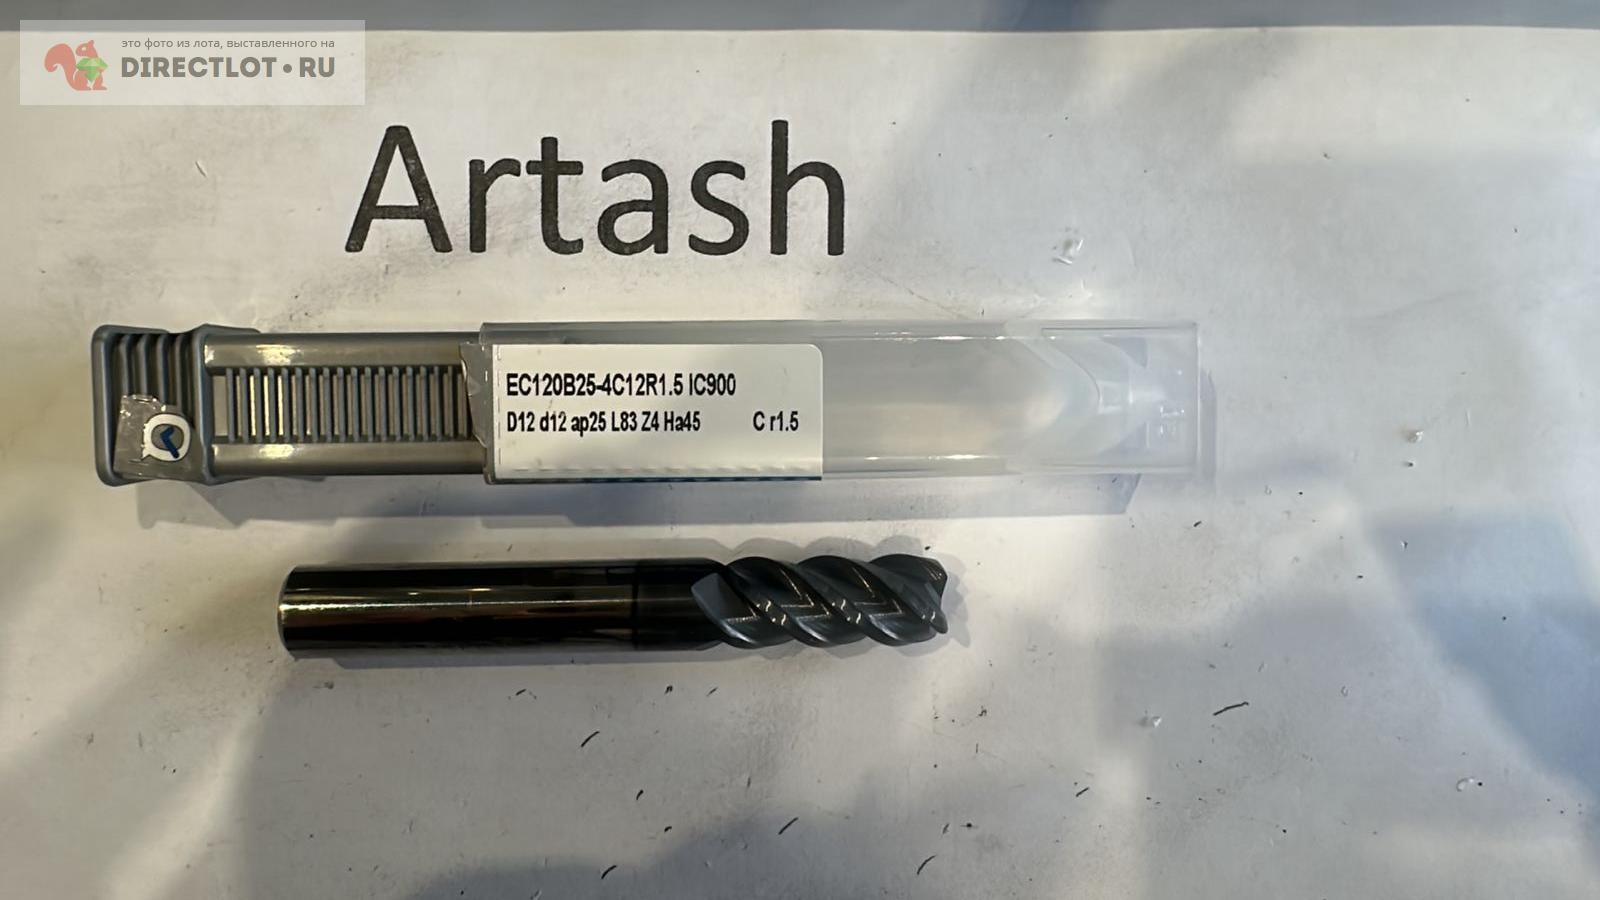 это фото из лота, выставленного на
DIRECTLOT•RU
Artash
EC120B25-4C12R1.5 IC900
D12 d12 ap25 L83 Z4 Ha45 C r1.5